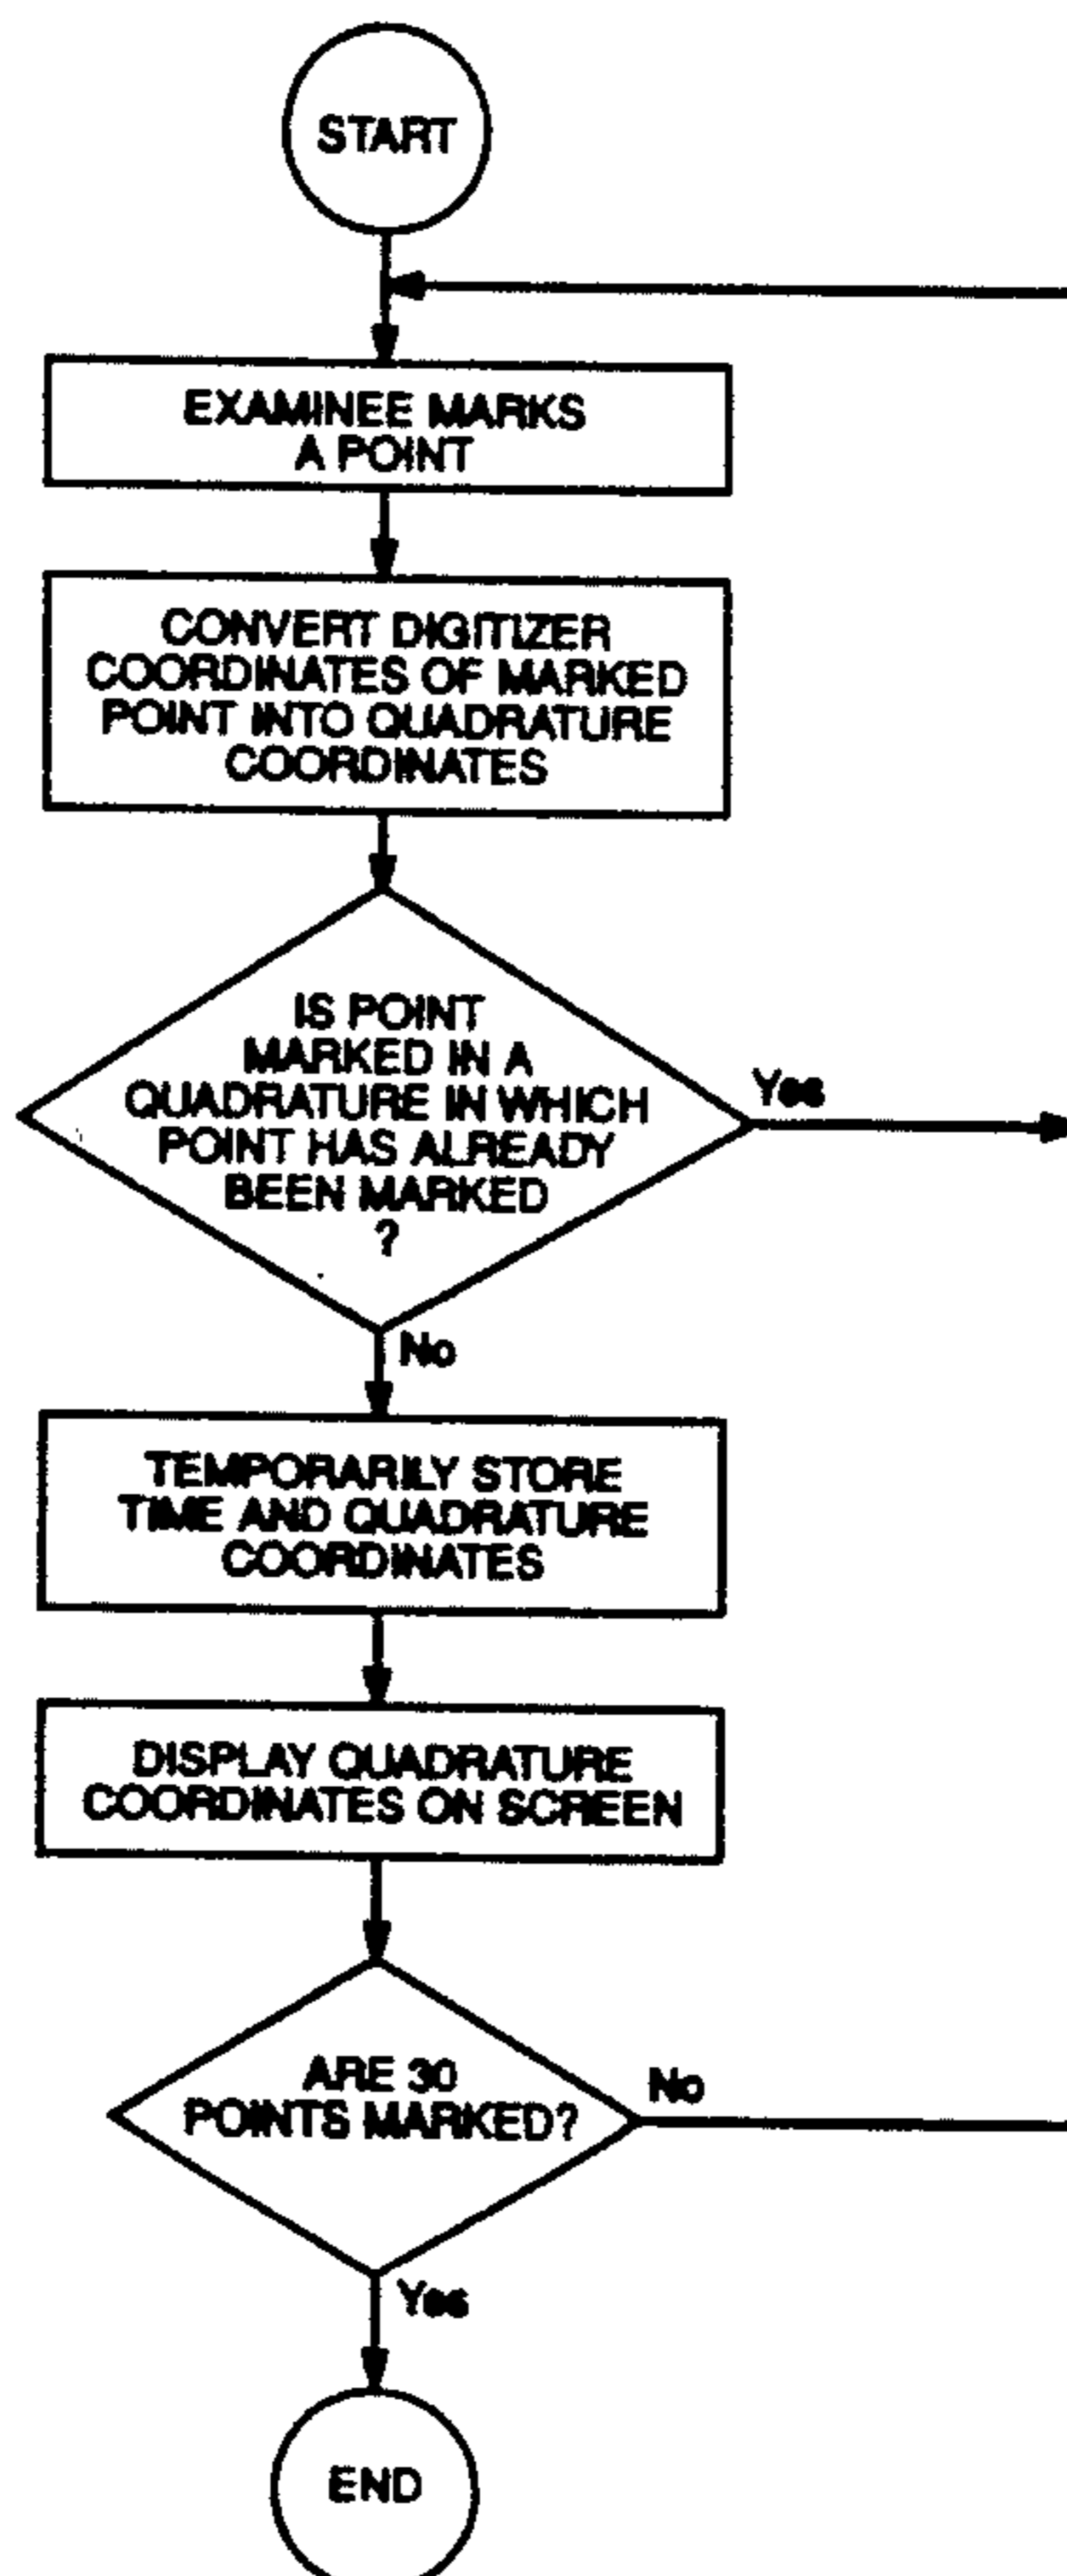 START
EXAMINEE MARKS
A POINT
CONVERT DIGITIZER
COORDINATES OF MARKED
POINT INTO QUADRATURE
COORDINATES
IS POINT
MARKED IN A
QUADRATURE IN WHICH
POINT HAS ALREADY
BEEN MARKED
?
Yes
No
TEMPORARILY STORE
TIME AND QUADRATURE
COORDINATES
DISPLAY QUADRATURE
COORDINATES ON SCREEN
ARE 30
POINTS MARKED?
No
Yes
END